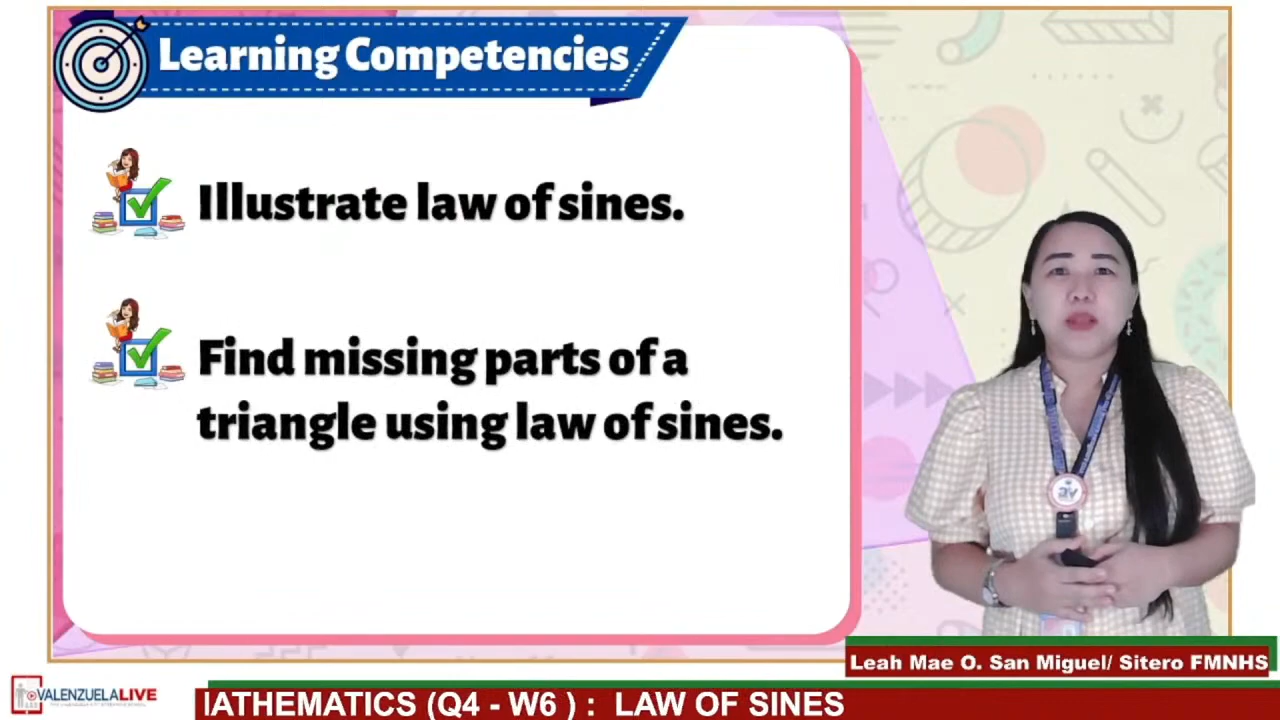 Learning Competencies
Illustrate law of sines.
Find missing parts of a
triangle using law of sines.
Leah Mae O. San Miguel/ Sitero FMNHS
VALENZUELALIVE
IATHEMATICS (Q4 - W6 ) : LAW OF SINES